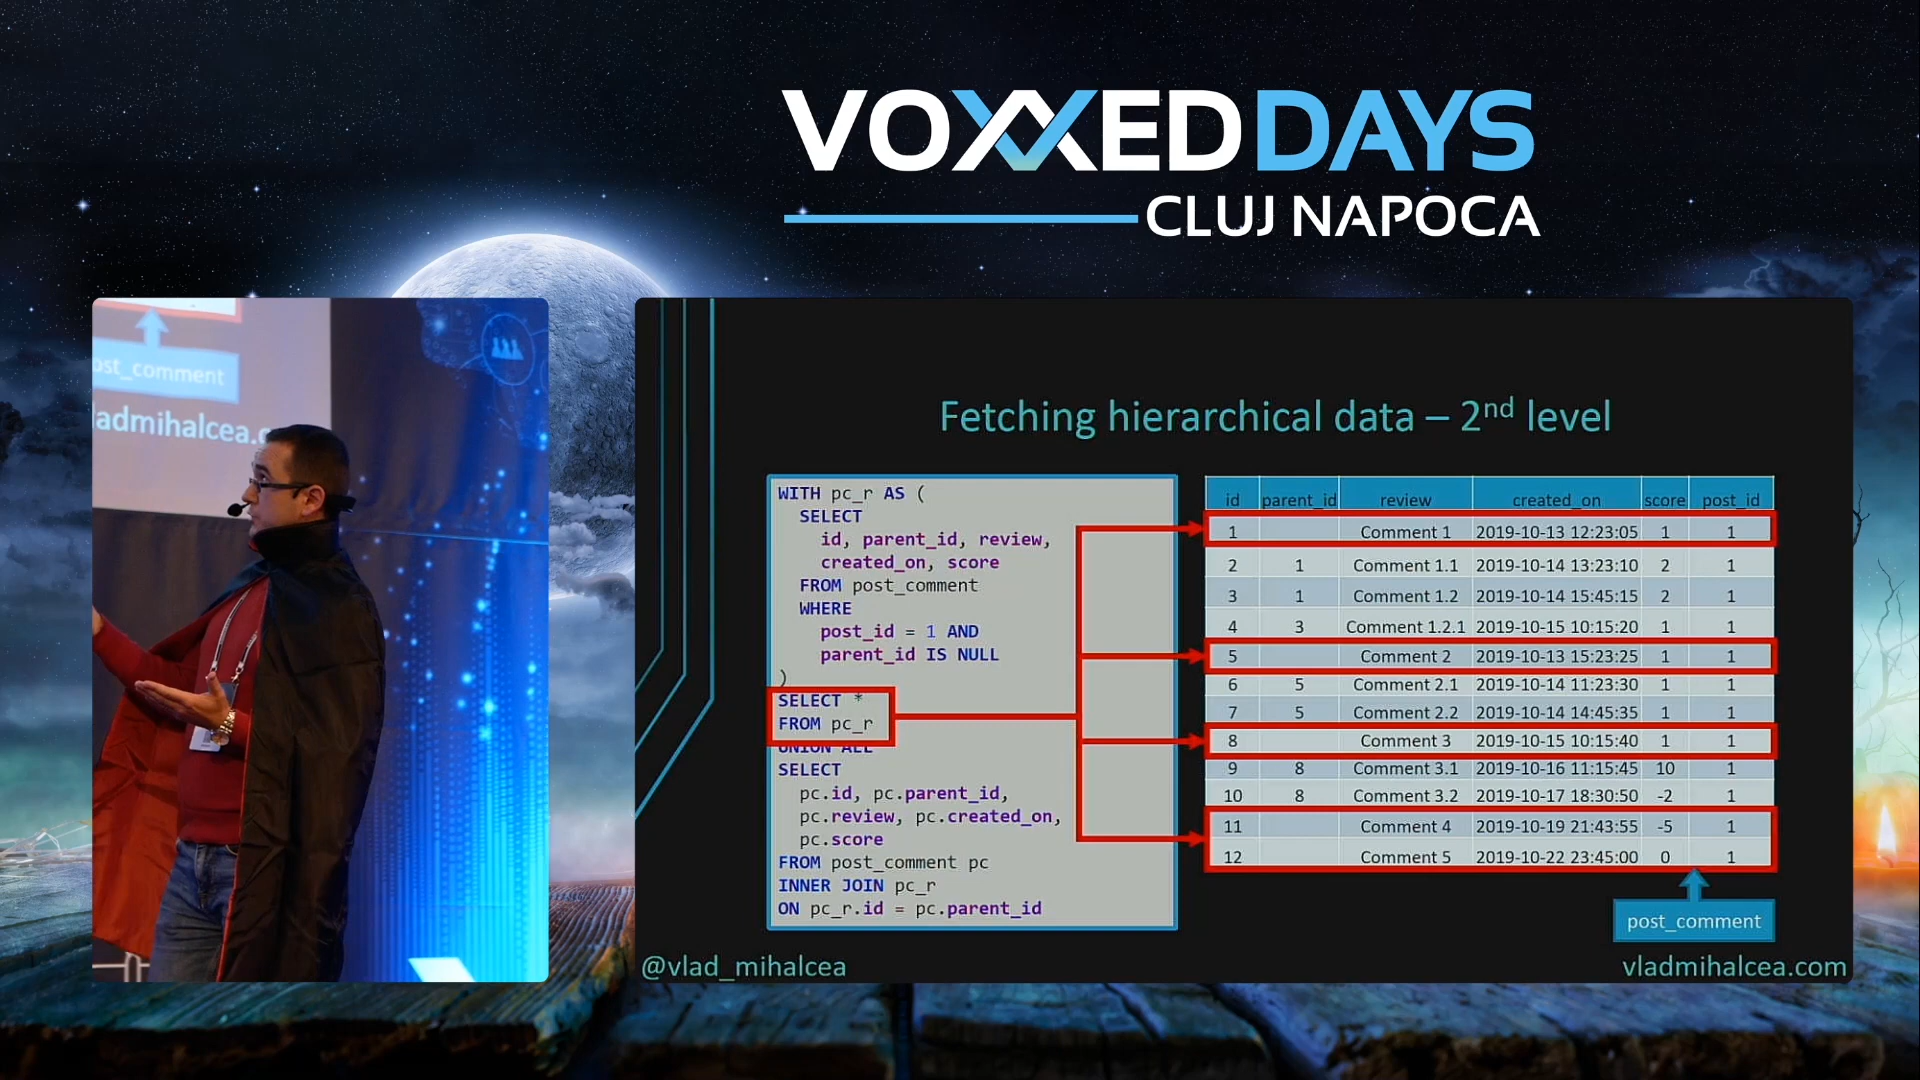 VOXXED DAYS
CLUJ NAPOCA
ost_comment
ladmihalcea.c
Fetching hierarchical data – 2nd level
WITH pc_r AS (
SELECT
id, parent_id, review,
created_on, score
FROM post_comment
WHERE
post_id = 1 AND
parent_id IS NULL
)
SELECT *
FROM pc_r
UNION ALL
SELECT
pc.id, pc.parent_id,
pc.review, pc.created_on,
pc.score
FROM post_comment pc
INNER JOIN pc_r
ON pc_r.id = pc.parent_id
id parent_id review created_on score post_id
1 Comment 1 2019-10-13 12:23:05 1 1
2 1 Comment 1.1 2019-10-14 13:23:10 2 1
3 1 Comment 1.2 2019-10-14 15:45:15 2 1
4 3 Comment 1.2.1 2019-10-15 10:15:20 1 1
5 Comment 2 2019-10-13 15:23:25 1 1
6 5 Comment 2.1 2019-10-14 11:23:30 1 1
7 5 Comment 2.2 2019-10-14 14:45:35 1 1
8 Comment 3 2019-10-15 10:15:40 1 1
9 8 Comment 3.1 2019-10-16 11:15:45 10 1
10 8 Comment 3.2 2019-10-17 18:30:50 -2 1
11 Comment 4 2019-10-19 21:43:55 -5 1
12 Comment 5 2019-10-22 23:45:00 0 1
post_comment
@vlad_mihalcea
vladmihalcea.com